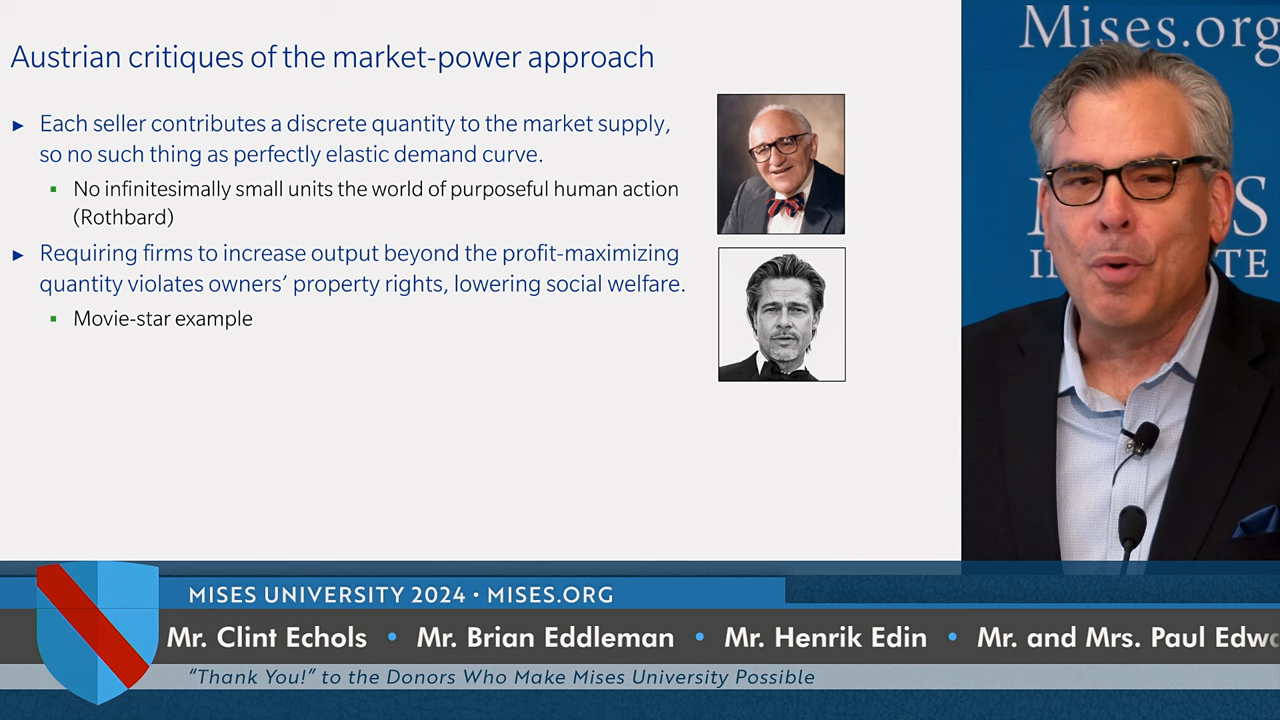 Austrian critiques of the market-power approach
► Each seller contributes a discrete quantity to the market supply,
so no such thing as perfectly elastic demand curve.
▪ No infinitesimally small units the world of purposeful human action
(Rothbard)
► Requiring firms to increase output beyond the profit-maximizing
quantity violates owners’ property rights, lowering social welfare.
▪ Movie-star example
Mises.org
MISES UNIVERSITY 2024 • MISES.ORG
Mr. Clint Echols • Mr. Brian Eddleman • Mr. Henrik Edin • Mr. and Mrs. Paul Edwa
“Thank You!” to the Donors Who Make Mises University Possible